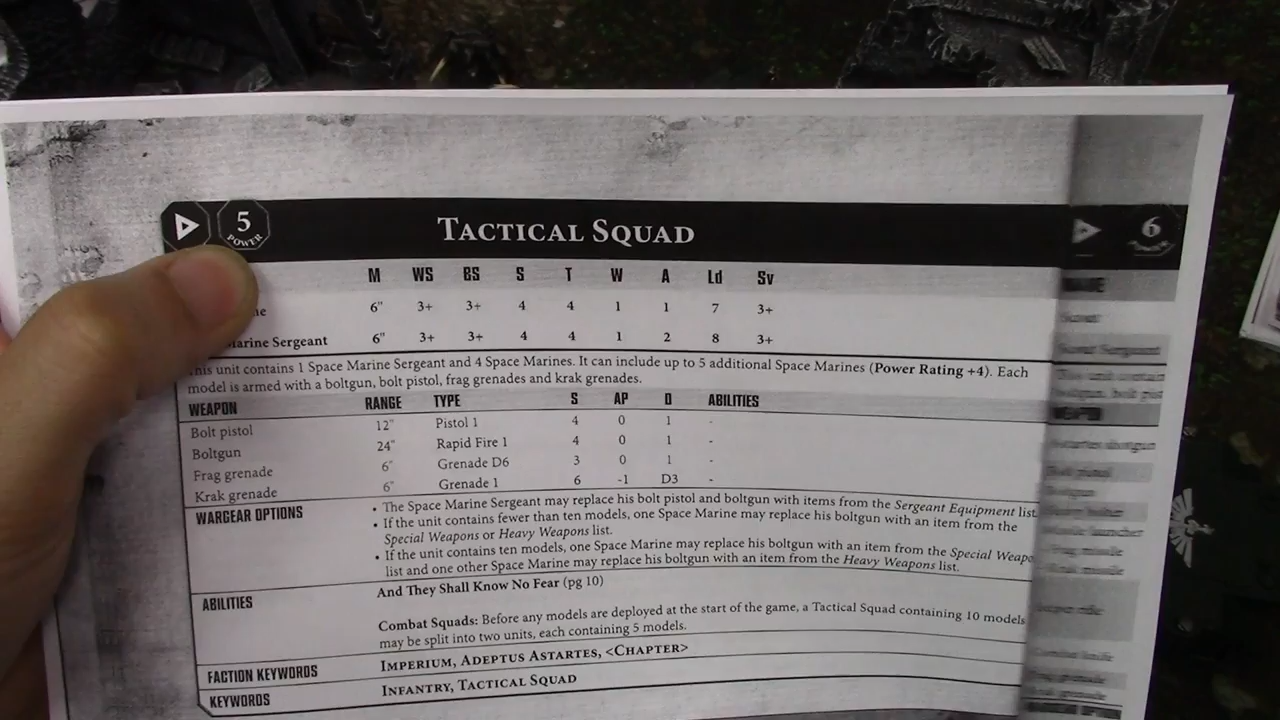 5
POWER
TACTICAL SQUAD
6
M WS BS S T W A Ld Sv
6" 3+ 3+ 4 4 1 1 7 3+
Sergeant 6" 3+ 3+ 4 4 1 2 8 3+
This unit contains 1 Space Marine Sergeant and 4 Space Marines. It can include up to 5 additional Space Marines (Power Rating +4). Each
model is armed with a boltgun, bolt pistol, frag grenades and krak grenades.
WEAPON RANGE TYPE S AP D ABILITIES
Bolt pistol 12" Pistol 1 4 0 1 -
Boltgun 24" Rapid Fire 1 4 0 1 -
Frag grenade 6" Grenade D6 3 0 1 -
Krak grenade 6" Grenade 1 6 -1 D3 -
WARGEAR OPTIONS • The Space Marine Sergeant may replace his bolt pistol and boltgun with items from the Sergeant Equipment list.
• If the unit contains fewer than ten models, one Space Marine may replace his boltgun with an item from the
Special Weapons or Heavy Weapons list.
• If the unit contains ten models, one Space Marine may replace his boltgun with an item from the Special Weapo
list and one other Space Marine may replace his boltgun with an item from the Heavy Weapons list.
ABILITIES And They Shall Know No Fear (pg 10)
Combat Squads: Before any models are deployed at the start of the game, a Tactical Squad containing 10 models
may be split into two units, each containing 5 models.
FACTION KEYWORDS IMPERIUM, ADEPTUS ASTARTES, <CHAPTER>
KEYWORDS INFANTRY, TACTICAL SQUAD